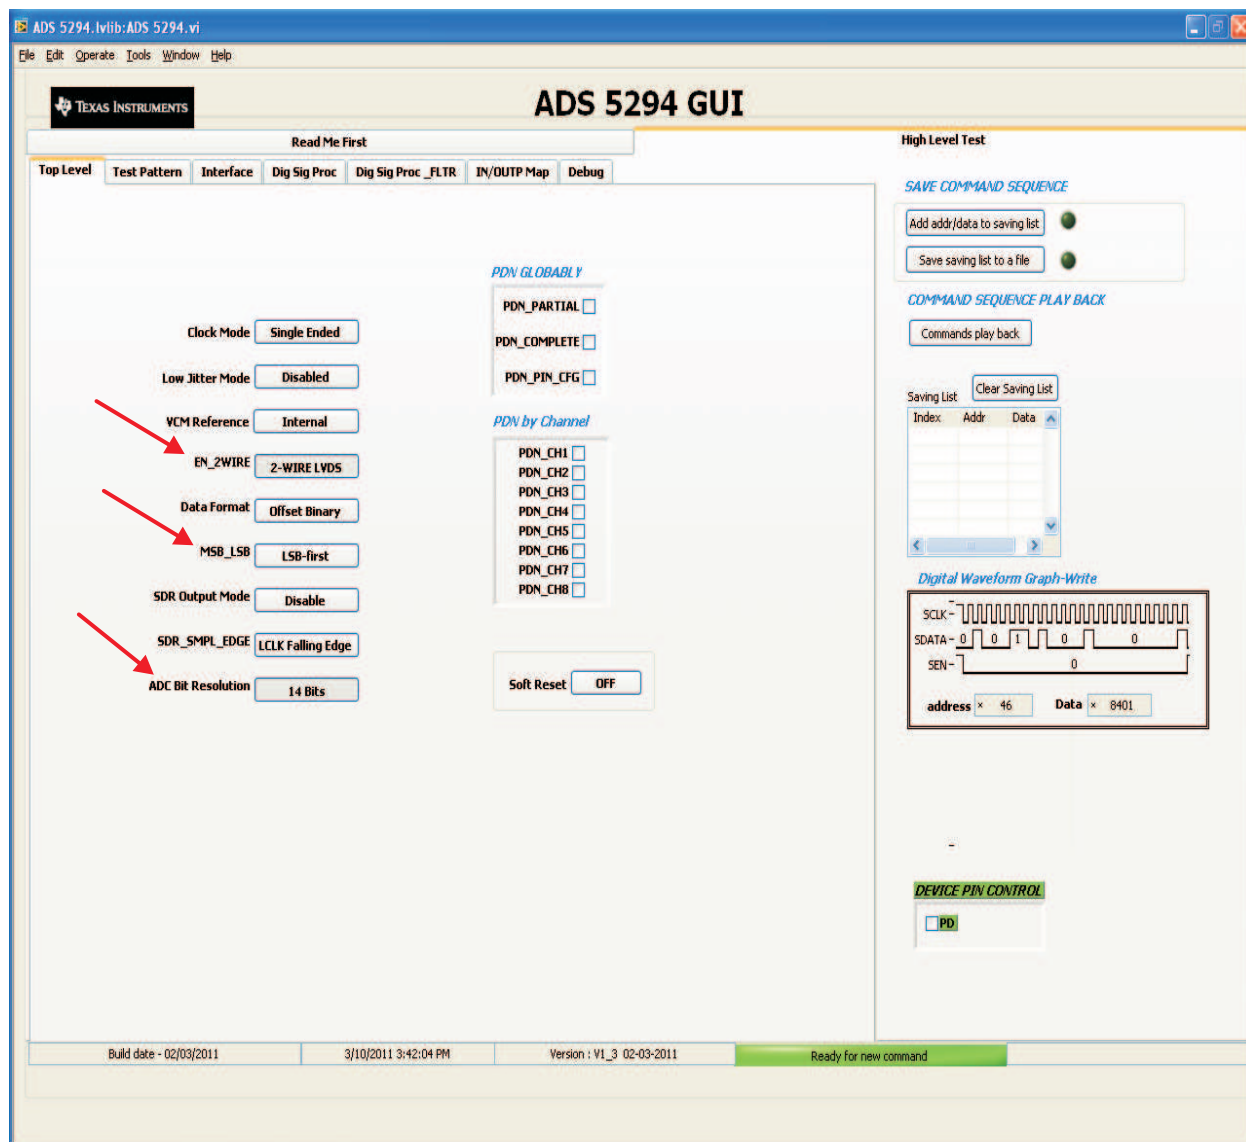 ADS 5294.lvlib:ADS 5294.vi
File Edit Operate Tools Window Help
TEXAS INSTRUMENTS
ADS 5294 GUI
Read Me First
High Level Test
Top Level Test Pattern Interface Dig Sig Proc Dig Sig Proc _FLTR IN/OUTP Map Debug
Clock Mode Single Ended
Low Jitter Mode Disabled
VCM Reference Internal
EN_2WIRE 2-WIRE LVDS
Data Format Offset Binary
MSB_LSB LSB-first
SDR Output Mode Disable
SDR_SMPL_EDGE LCLK Falling Edge
ADC Bit Resolution 14 Bits
PDN GLOBABLY
PDN_PARTIAL
PDN_COMPLETE
PDN_PIN_CFG
PDN by Channel
PDN_CH1
PDN_CH2
PDN_CH3
PDN_CH4
PDN_CH5
PDN_CH6
PDN_CH7
PDN_CH8
Soft Reset OFF
SAVE COMMAND SEQUENCE
Add addr/data to saving list
Save saving list to a file
COMMAND SEQUENCE PLAY BACK
Commands play back
Saving List Clear Saving List
Index Addr Data
Digital Waveform Graph-Write
SCLK
SDATA 0 0 1 0 0
SEN 0
address × 46 Data × 8401
DEVICE PIN CONTROL
PD
Build date - 02/03/2011 3/10/2011 3:42:04 PM Version : V1_3 02-03-2011 Ready for new command